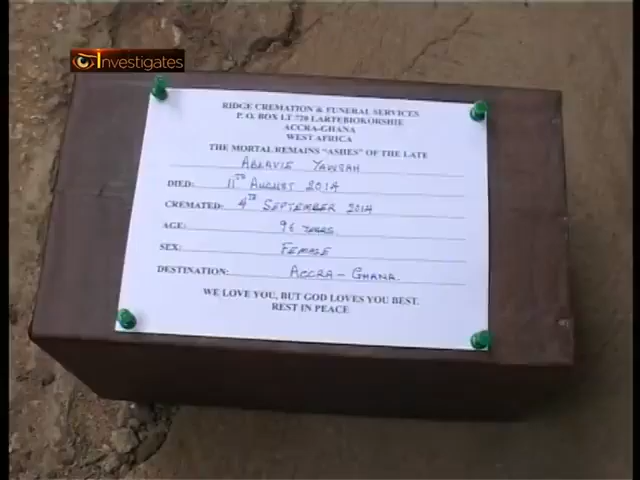 Investigates
RIDGE CREMATION & FUNERAL SERVICES
P. O. BOX LT 720 LARTEBIOKORSHIE
ACCRA-GHANA
WEST AFRICA
THE MORTAL REMAINS "ASHES" OF THE LATE
ABLAVIE
DIED: 11TH AUGUST 2014
CREMATED: 4TH SEPTEMBER 2014
AGE: 96 YEARS
SEX: FEMALE
DESTINATION: ACCRA - GHANA.
WE LOVE YOU, BUT GOD LOVES YOU BEST.
REST IN PEACE